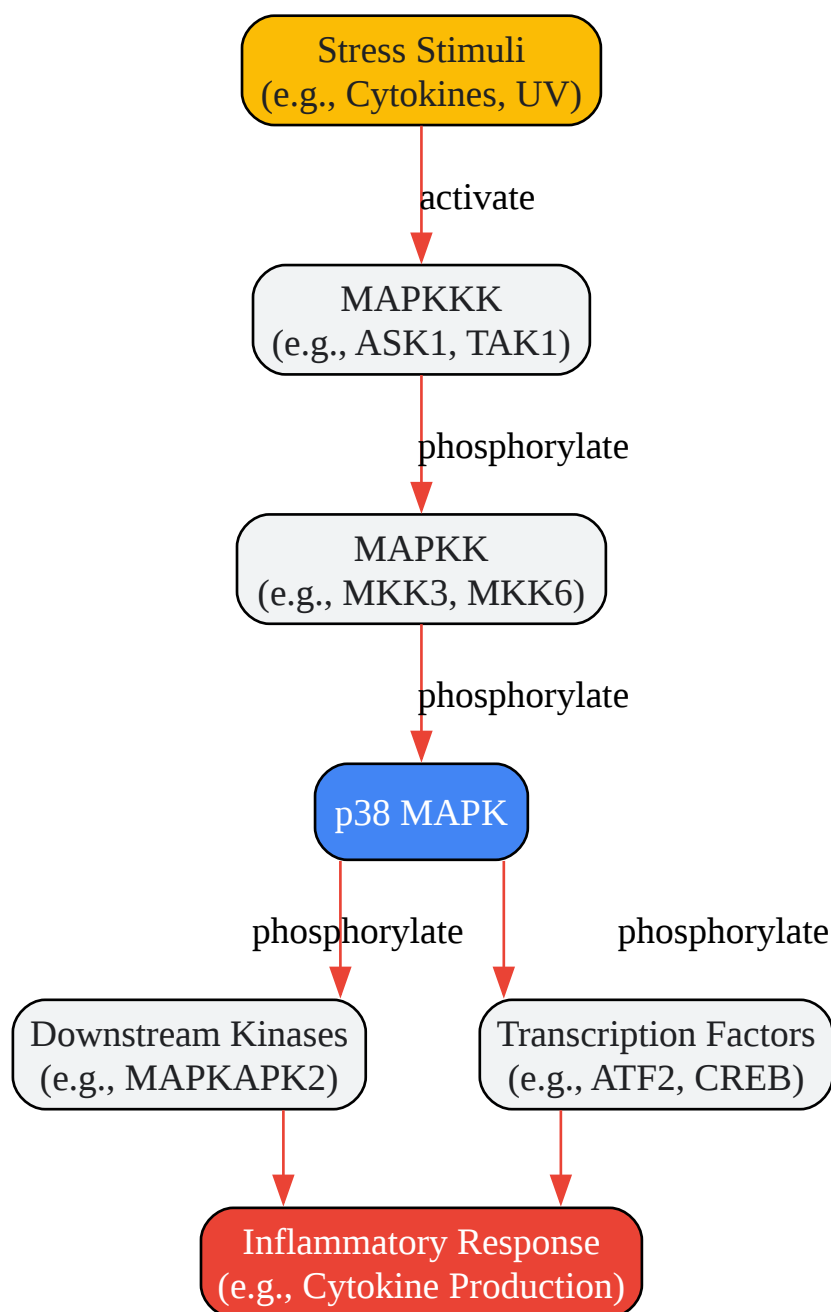 Stress Stimuli
(e.g., Cytokines, UV)
activate
MAPKKK
(e.g., ASK1, TAK1)
phosphorylate
MAPKK
(e.g., MKK3, MKK6)
phosphorylate
p38 MAPK
phosphorylate
phosphorylate
Downstream Kinases
(e.g., MAPKAPK2)
Transcription Factors
(e.g., ATF2, CREB)
Inflammatory Response
(e.g., Cytokine Production)